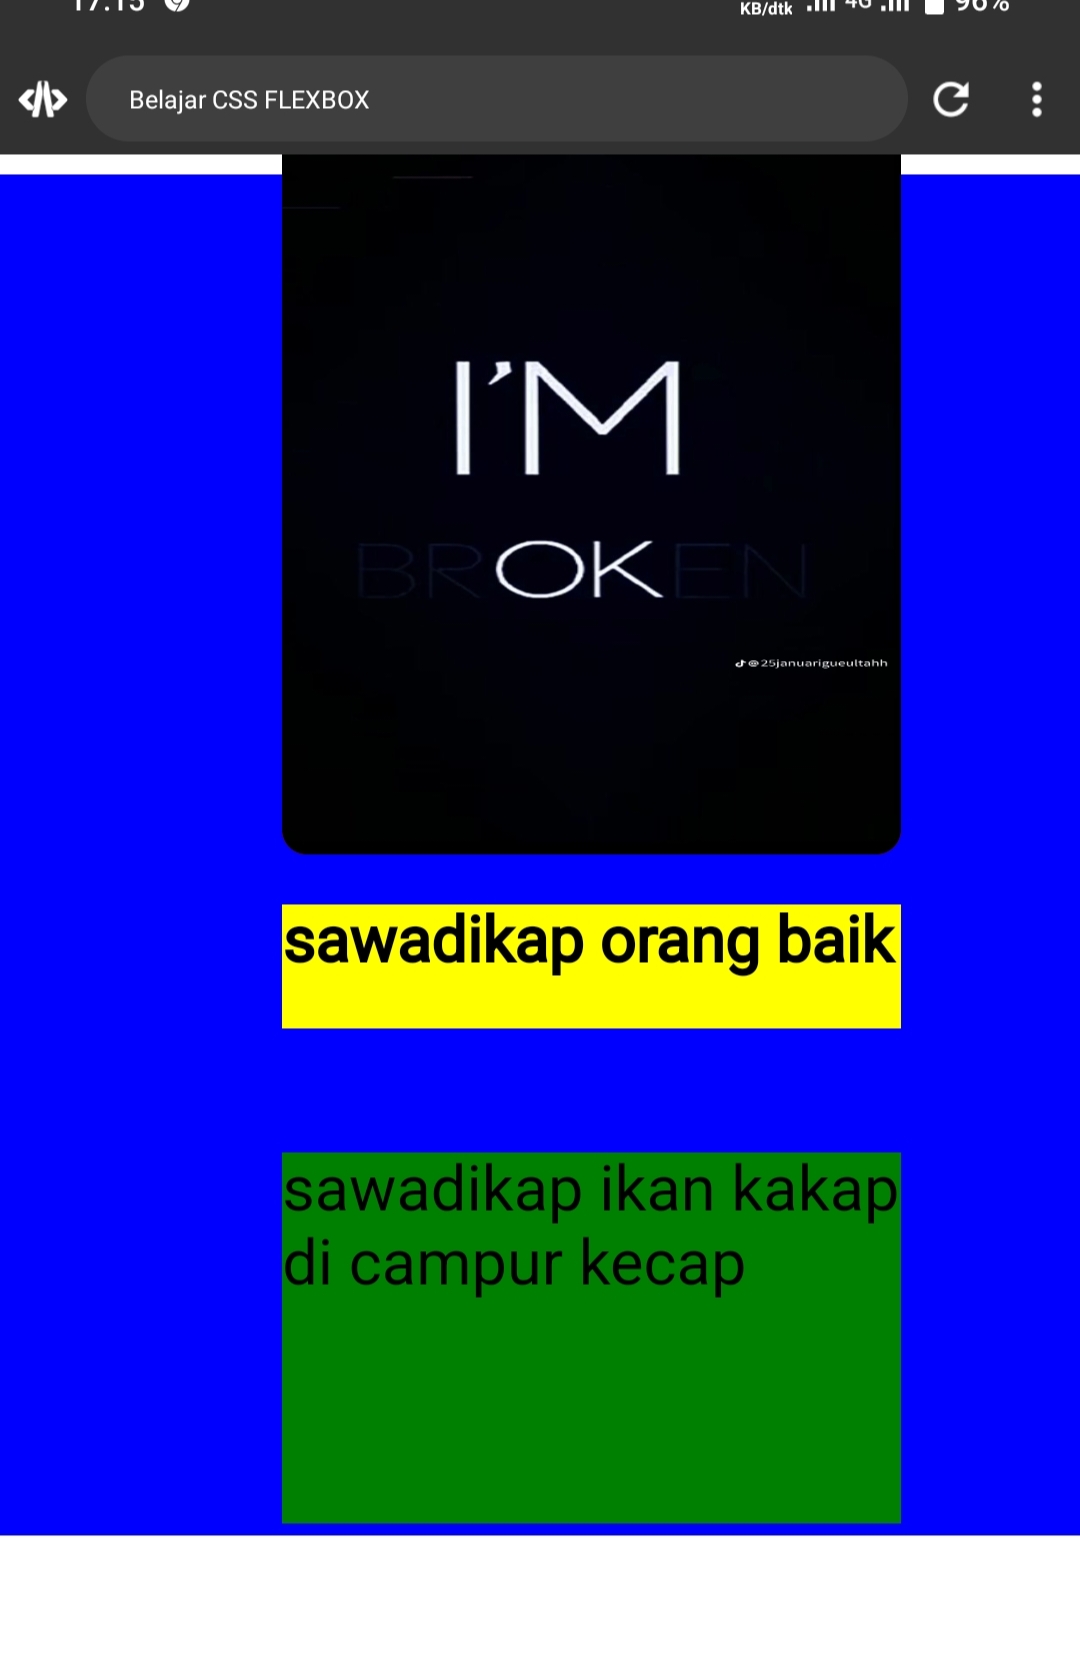 17.15
KB/dtk 4G 96%
Belajar CSS FLEXBOX
I'M
BROKEN
@25januarigueultahh
sawadikap orang baik
sawadikap ikan kakap
di campur kecap